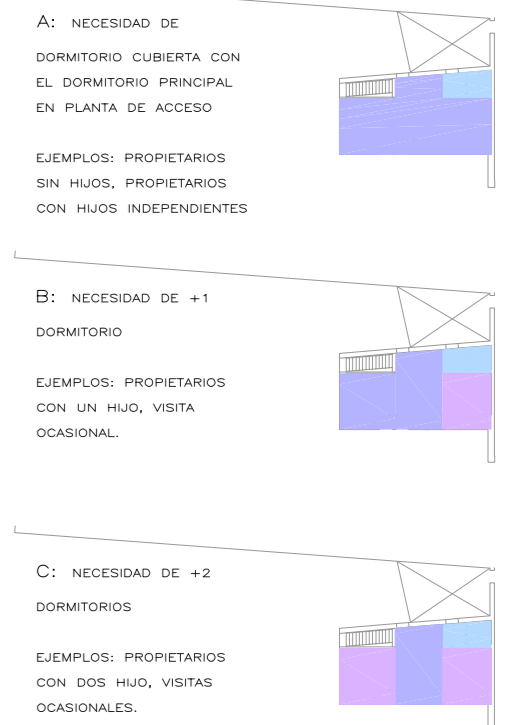 A: NECESIDAD DE
DORMITORIO CUBIERTA CON
EL DORMITORIO PRINCIPAL
EN PLANTA DE ACCESO
EJEMPLOS: PROPIETARIOS
SIN HIJOS, PROPIETARIOS
CON HIJOS INDEPENDIENTES
B: NECESIDAD DE +1
DORMITORIO
EJEMPLOS: PROPIETARIOS
CON UN HIJO, VISITA
OCASIONAL.
C: NECESIDAD DE +2
DORMITORIOS
EJEMPLOS: PROPIETARIOS
CON DOS HIJO, VISITAS
OCASIONALES.